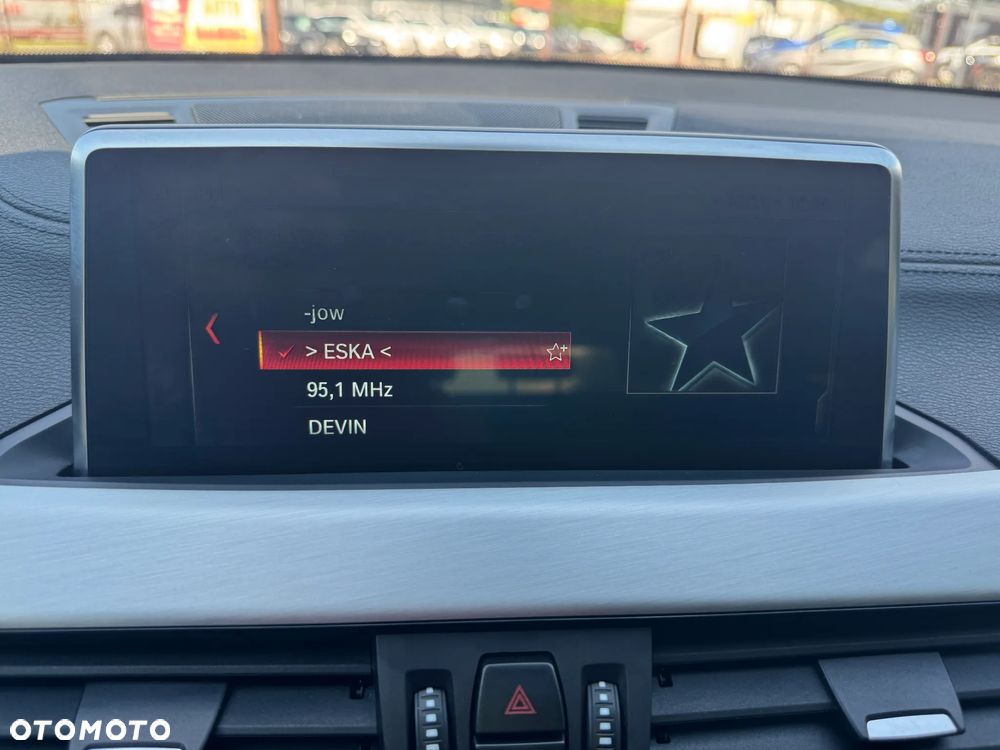 -jow
> ESKA <
95,1 MHz
DEVIN
OTOMOTO